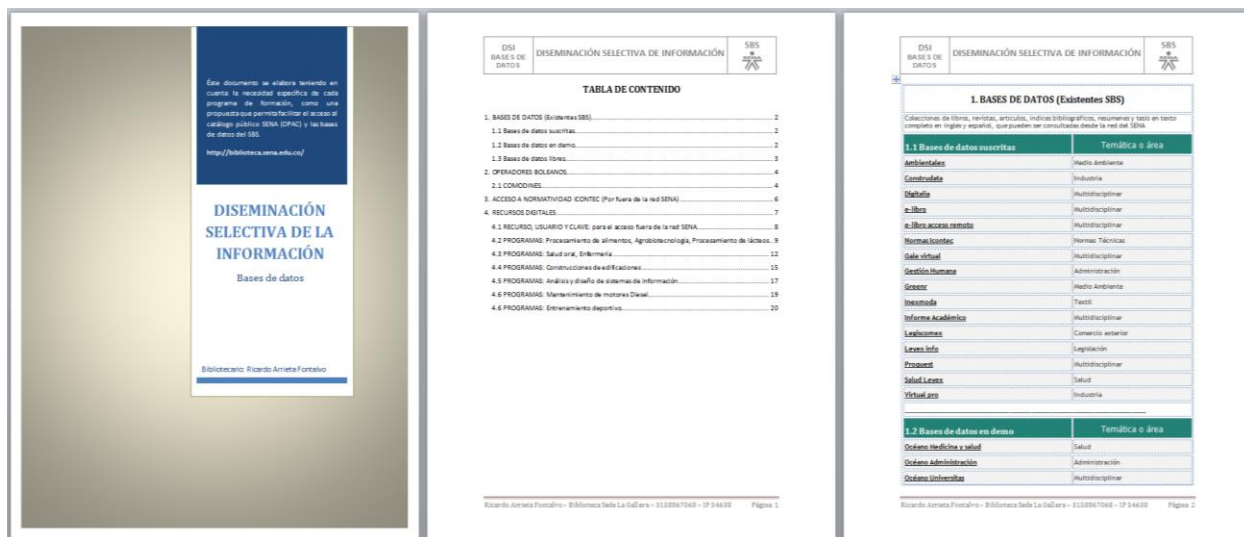 Éste documento se elabora teniendo en
cuenta la necesidad específica de cada
programa de formación, como una
propuesta que permita facilitar el acceso al
catálogo público SENA (OPAC) y las bases
de datos del SBS.
http://biblioteca.sena.edu.co/
DISEMINACIÓN
SELECTIVA DE LA
INFORMACIÓN
Bases de datos
Bibliotecario: Ricardo Arrieta Fontalvo
DSI
BASES DE
DATOS
DISEMINACIÓN SELECTIVA DE INFORMACIÓN
SBS
SENA
TABLA DE CONTENIDO
1. BASES DE DATOS (Existentes SBS) 2
1.1 Bases de datos suscritas 2
1.2 Bases de datos en demo 2
1.3 Bases de datos libres 3
2. OPERADORES BOLEANOS 4
2.1 COMODINES 4
3. ACCESO A NORMATIVIDAD ICONTEC (Por fuera de la red SENA) 6
4. RECURSOS DIGITALES 7
4.1 RECURSO, USUARIO Y CLAVE: para el acceso fuera de la red SENA 8
4.2 PROGRAMAS: Procesamiento de alimentos, Agrobiotecnología, Procesamiento de lácteos 9
4.3 PROGRAMAS: Salud oral, Enfermería 12
4.4 PROGRAMAS: Construcciones de edificaciones 15
4.5 PROGRAMAS: Análisis y diseño de sistemas de información 17
4.6 PROGRAMAS: Mantenimiento de motores Diesel 19
4.6 PROGRAMAS: Entrenamiento deportivo 20
Ricardo Arrieta Fontalvo – Biblioteca Sede La Gallera – 3158867068 – IP 54638 Página 1
DSI
BASES DE
DATOS
DISEMINACIÓN SELECTIVA DE INFORMACIÓN
SBS
SENA
1. BASES DE DATOS (Existentes SBS)
Colecciones de libros, revistas, artículos, índices bibliográficos, resumenes y tesis en texto
completo en ingles y español, que pueden ser consultadas desde la red del SENA
1.1 Bases de datos suscritas Temática o área
Ambientalex Medio Ambiente
Construdata Industria
Digitalia Multidisciplinar
e-libro Multidisciplinar
e-libro acceso remoto Multidisciplinar
Normas Icontec Normas Técnicas
Gale virtual Multidisciplinar
Gestión Humana Administración
Greenr Medio Ambiente
Inexmoda Textil
Informe Académico Multidisciplinar
Legiscomex Comercio exterior
Leyex info Legislación
Proquest Multidisciplinar
Salud Leyex Salud
Virtual pro Industria
1.2 Bases de datos en demo Temática o área
Océano Medicina y salud Salud
Océano Administración Administración
Océano Universitas Multidisciplinar
Ricardo Arrieta Fontalvo – Biblioteca Sede La Gallera – 3158867068 – IP 54638 Página 2